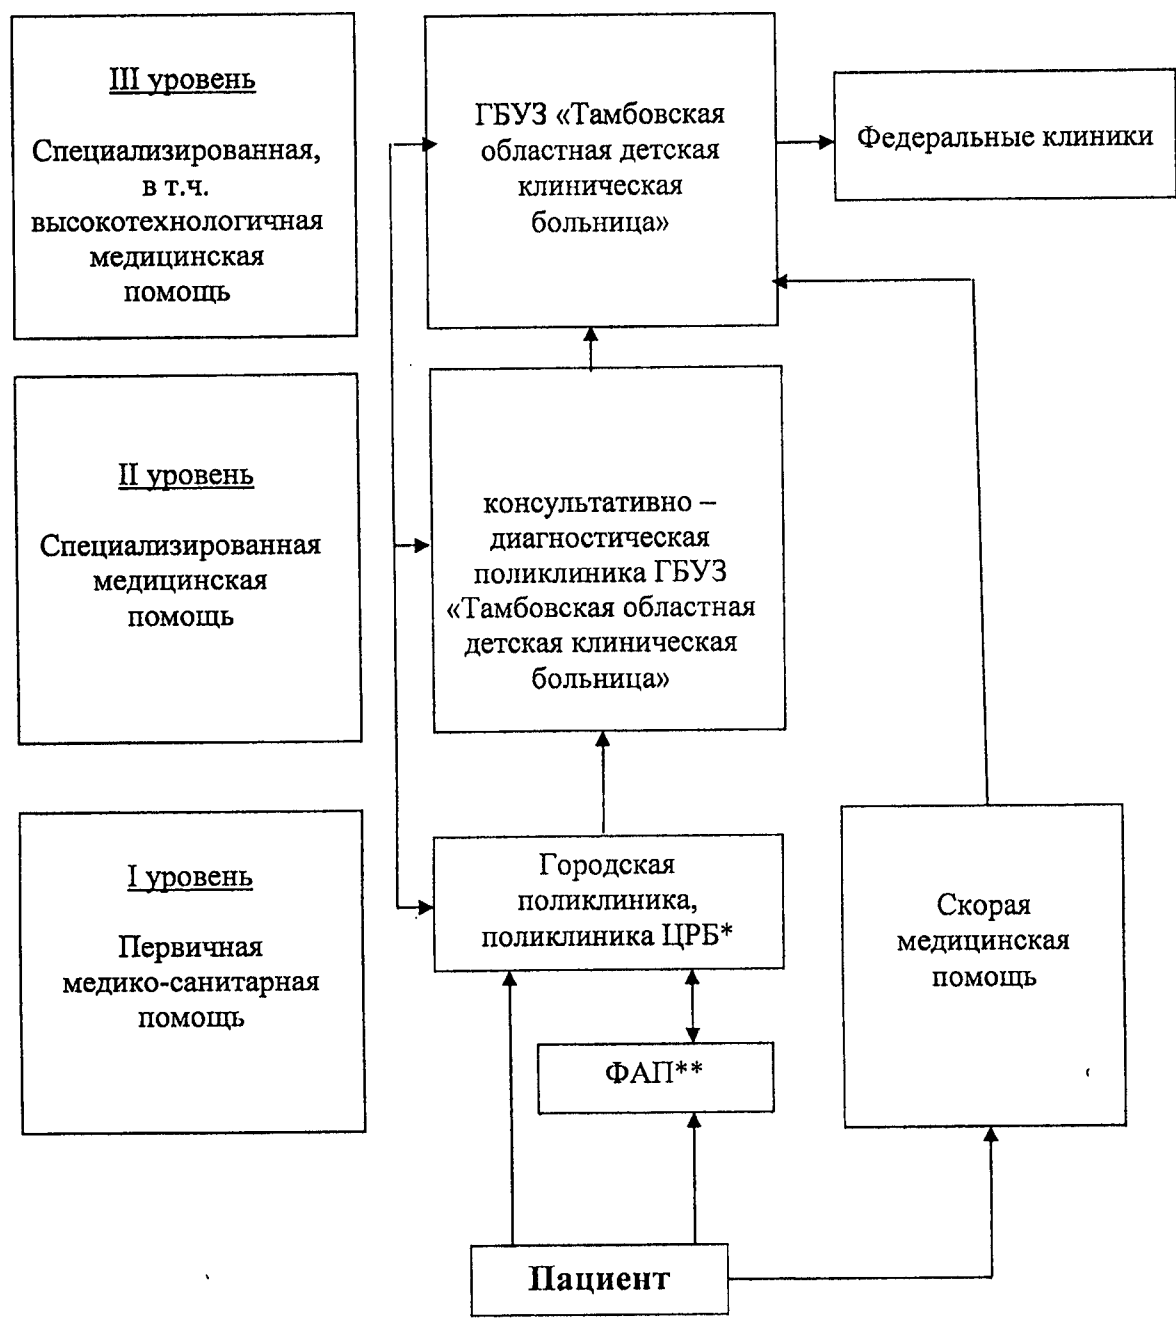 III уровень
Специализированная,
в т.ч.
высокотехнологичная
медицинская
помощь
ГБУЗ «Тамбовская
областная детская
клиническая
больница»
Федеральные клиники
II уровень
Специализированная
медицинская
помощь
консультативно –
диагностическая
поликлиника ГБУЗ
«Тамбовская областная
детская клиническая
больница»
I уровень
Первичная
медико-санитарная
помощь
Городская
поликлиника,
поликлиника ЦРБ*
ФАП**
Скорая
медицинская
помощь
Пациент